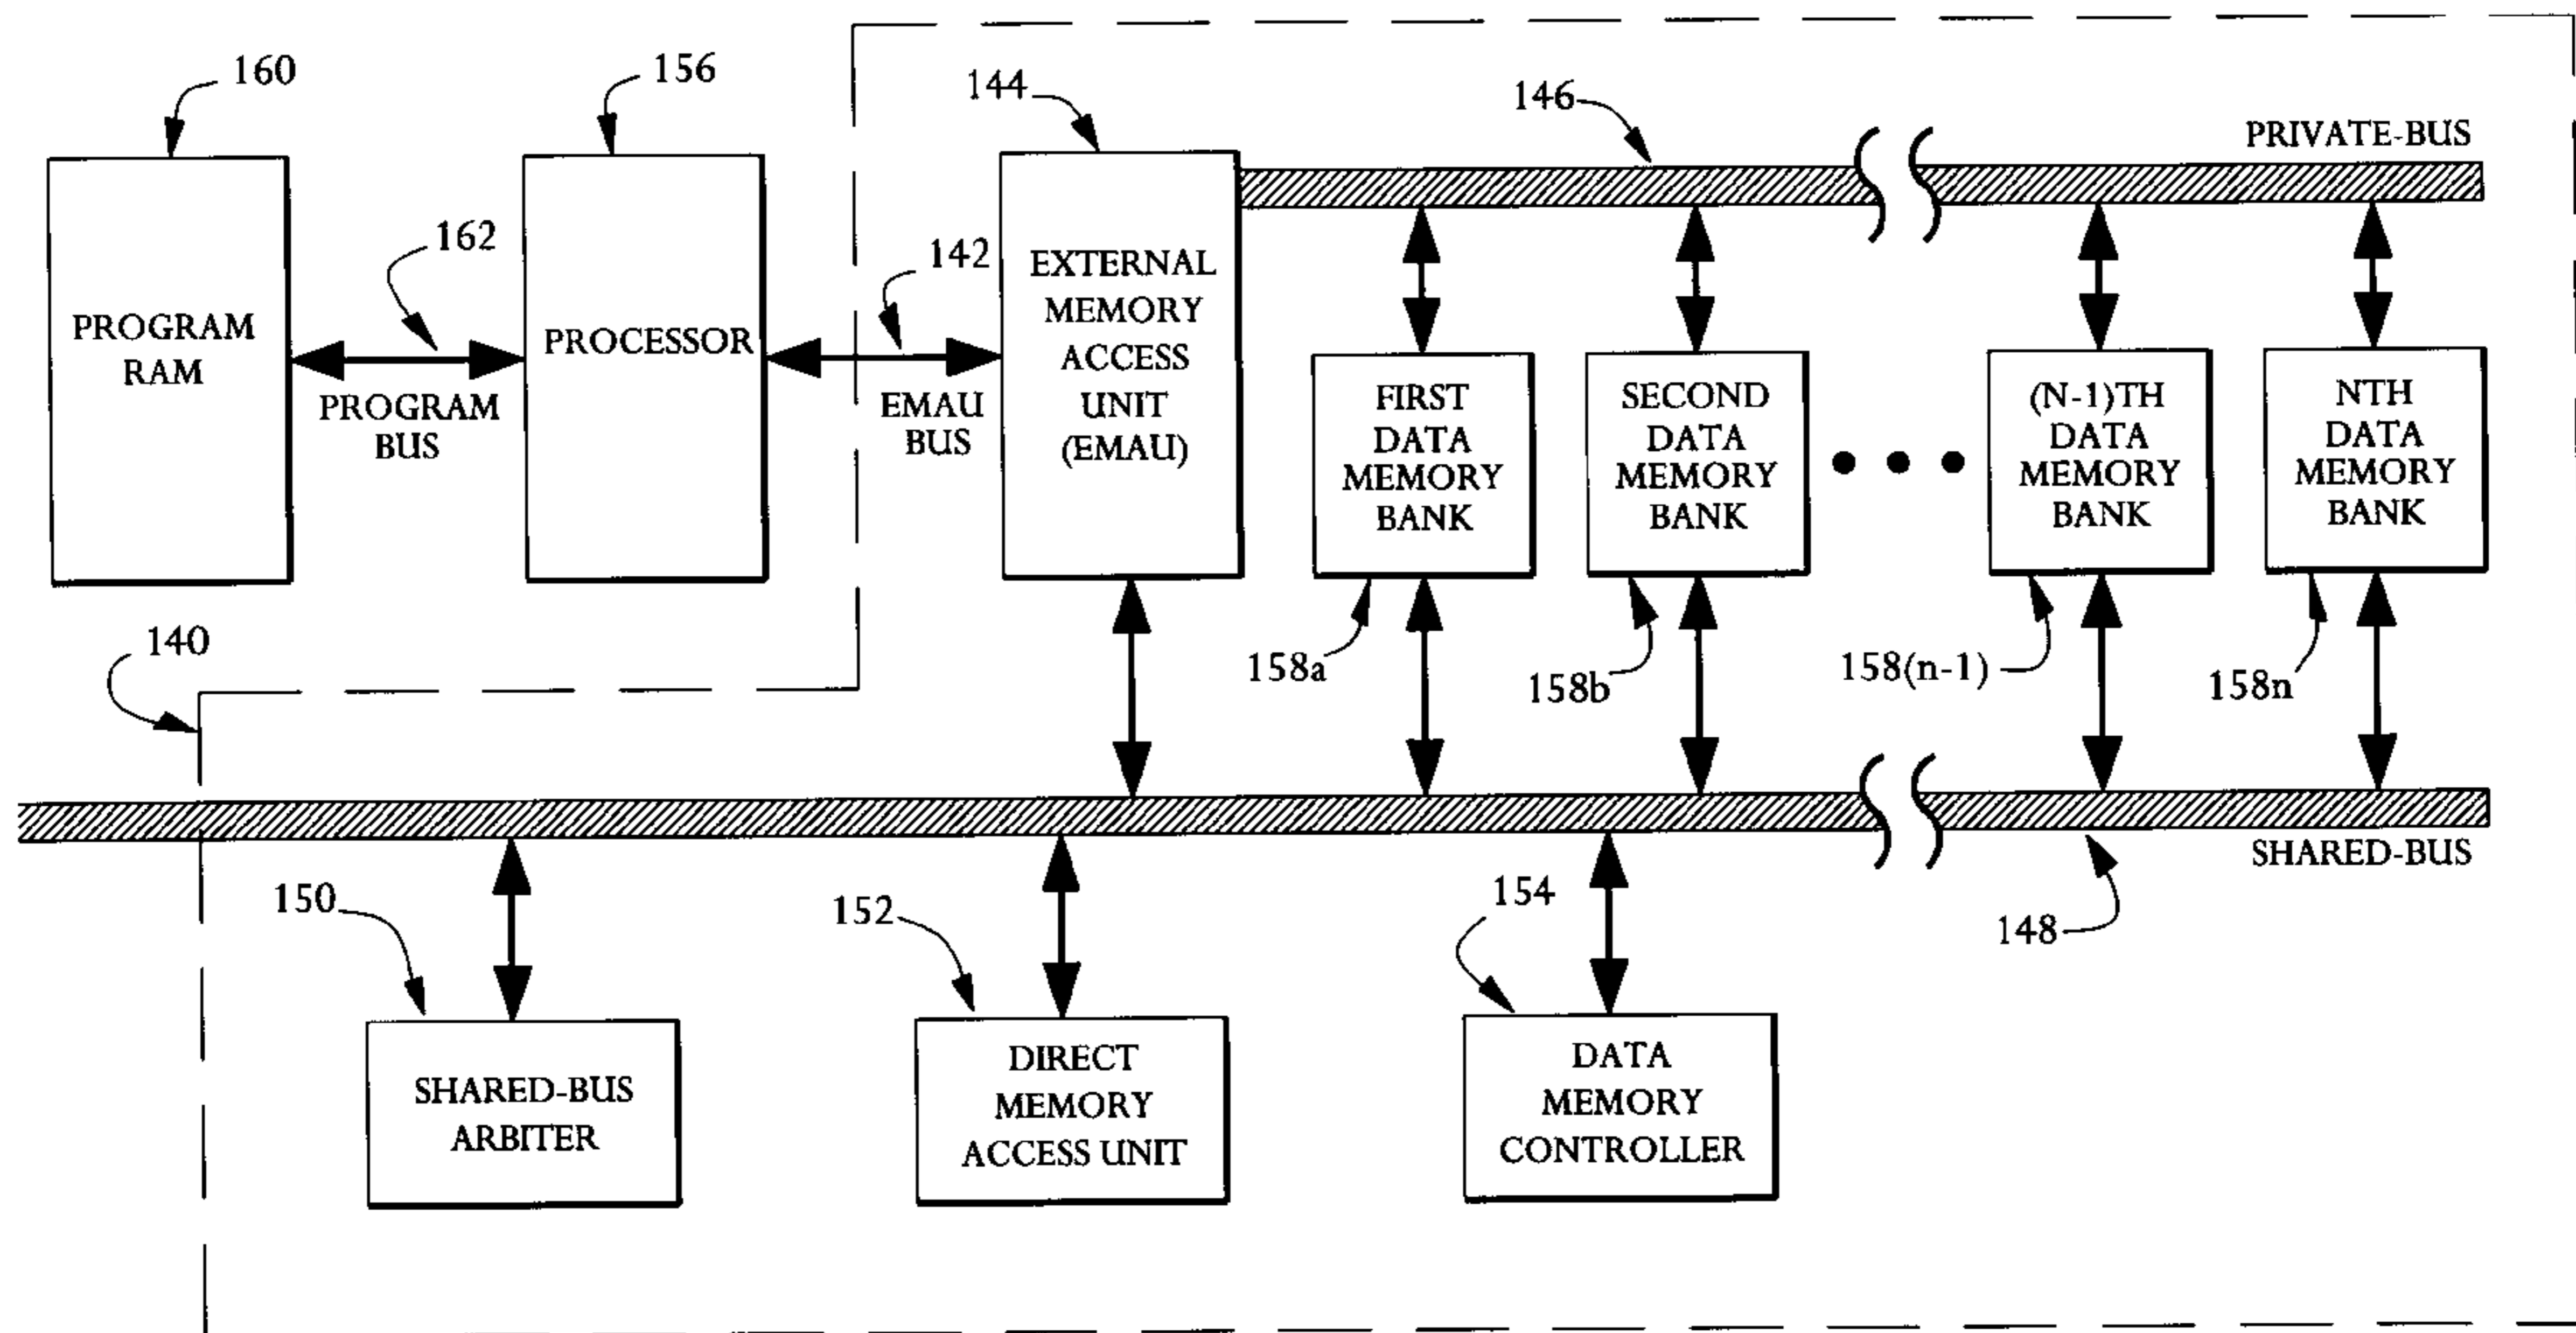 160
156
144
146
PRIVATE-BUS
162
142
PROGRAM
RAM
PROGRAM
BUS
PROCESSOR
EMAU
BUS
EXTERNAL
MEMORY
ACCESS
UNIT
(EMAU)
FIRST
DATA
MEMORY
BANK
SECOND
DATA
MEMORY
BANK
(N-1)TH
DATA
MEMORY
BANK
NTH
DATA
MEMORY
BANK
140
158a
158b
158(n-1)
158n
SHARED-BUS
150
152
154
148
SHARED-BUS
ARBITER
DIRECT
MEMORY
ACCESS UNIT
DATA
MEMORY
CONTROLLER